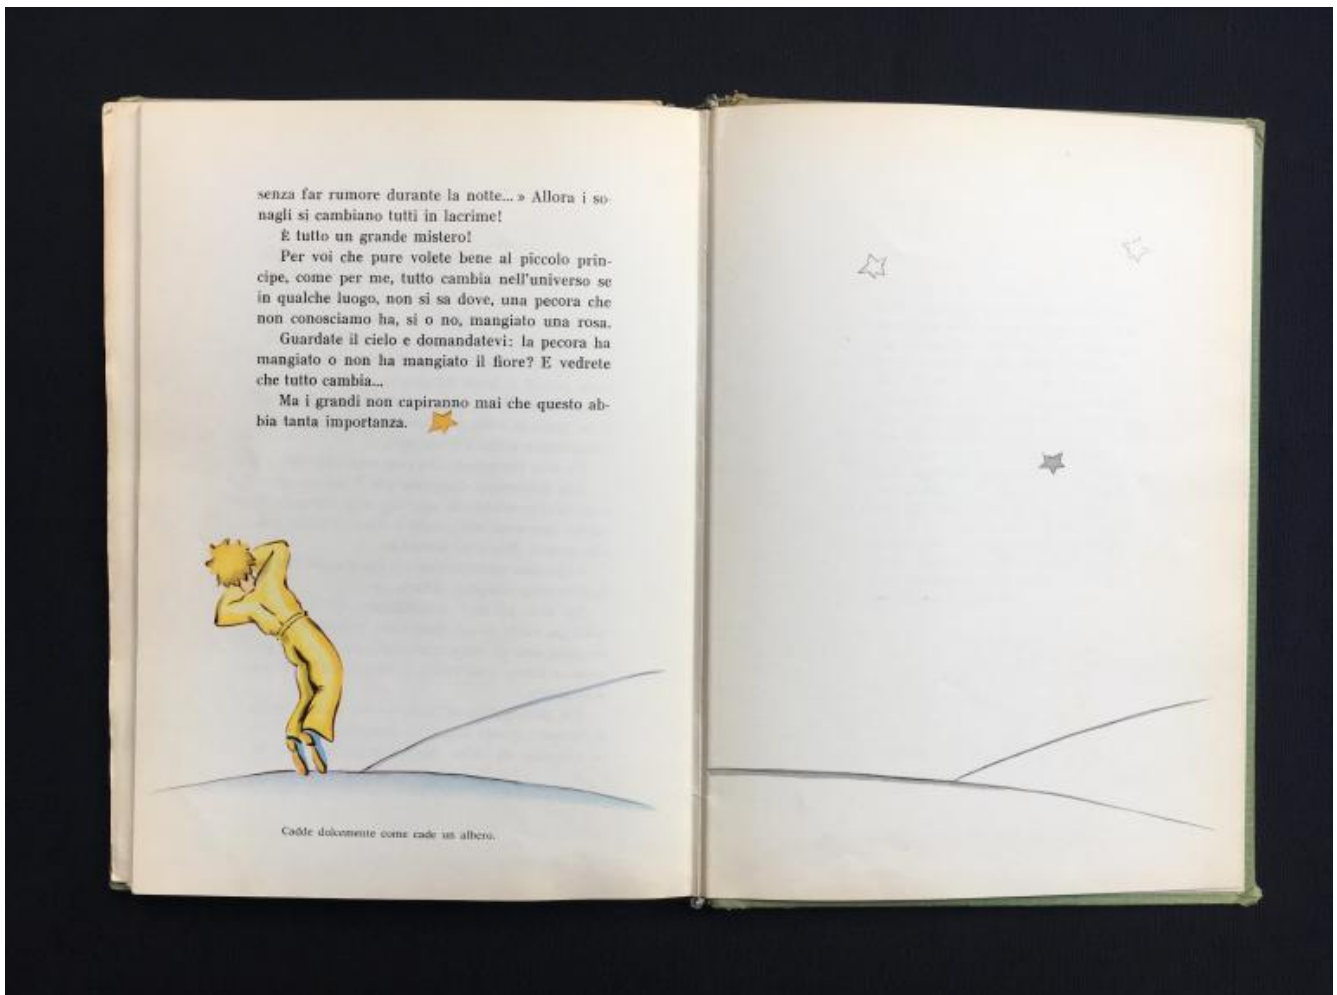 senza far rumore durante la notte... » Allora i so-
nagli si cambiano tutti in lacrime!
È tutto un grande mistero!
Per voi che pure volete bene al piccolo prin-
cipe, come per me, tutto cambia nell'universo se
in qualche luogo, non si sa dove, una pecora che
non conosciamo ha, si o no, mangiato una rosa.
Guardate il cielo e domandatevi: la pecora ha
mangiato o non ha mangiato il fiore? E vedrete
che tutto cambia...
Ma i grandi non capiranno mai che questo ab-
bia tanta importanza.
Cadde dolcemente come cade un albero.